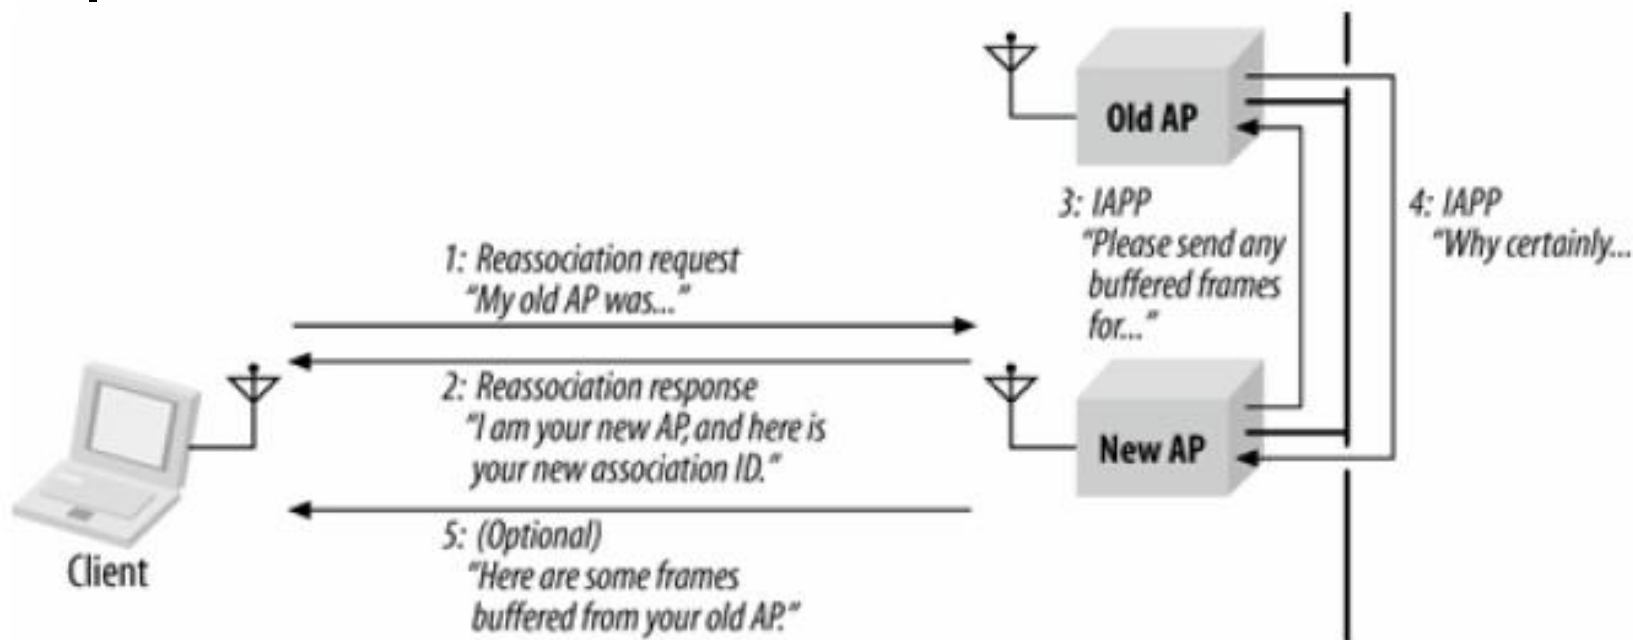 Old AP
3: IAPP
"Please send any
buffered frames
for..."
4: IAPP
"Why certainly...
1: Reassociation request
"My old AP was..."
2: Reassociation response
"I am your new AP, and here is
your new association ID."
New AP
5: (Optional)
"Here are some frames
buffered from your old AP."
Client